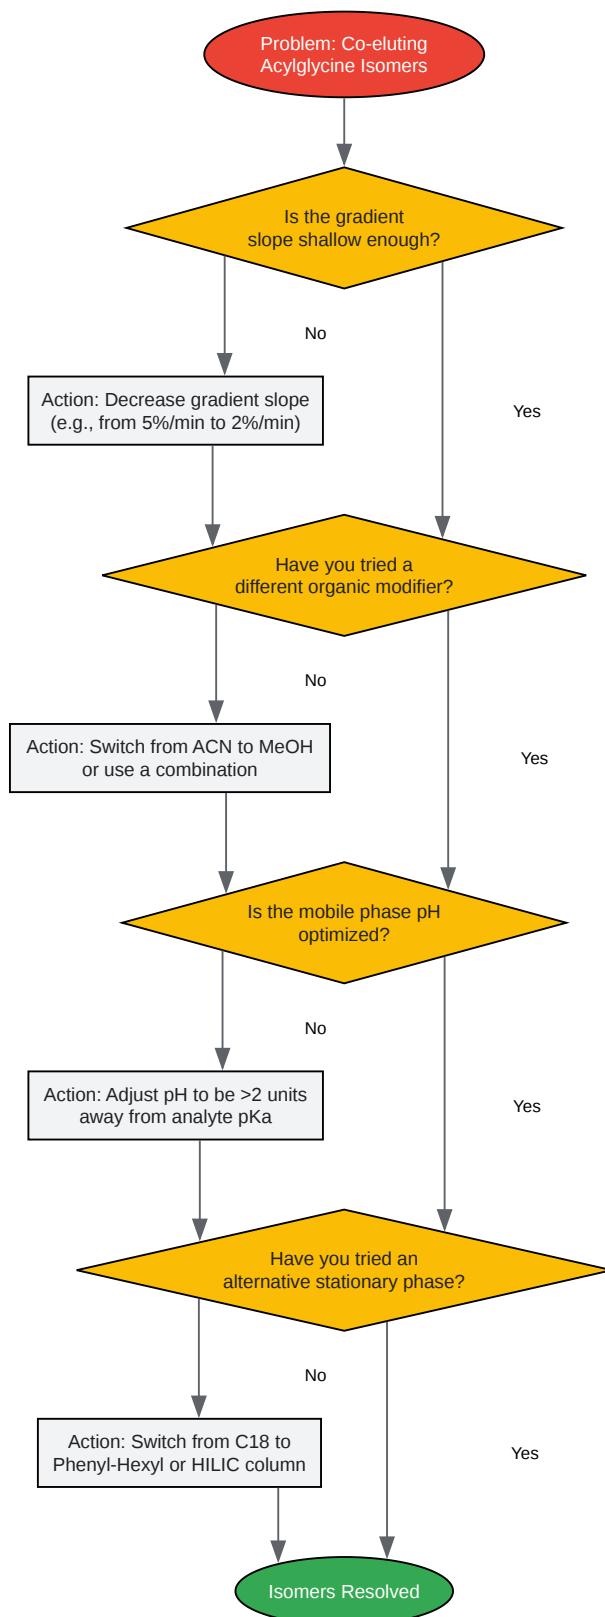 Problem: Co-eluting
Acylglycine Isomers
Is the gradient
slope shallow enough?
No
Action: Decrease gradient slope
(e.g., from 5%/min to 2%/min)
Yes
Have you tried a
different organic modifier?
No
Action: Switch from ACN to MeOH
or use a combination
Yes
Is the mobile phase pH
optimized?
No
Action: Adjust pH to be >2 units
away from analyte pKa
Yes
Have you tried an
alternative stationary phase?
No
Action: Switch from C18 to
Phenyl-Hexyl or HILIC column
Yes
Isomers Resolved